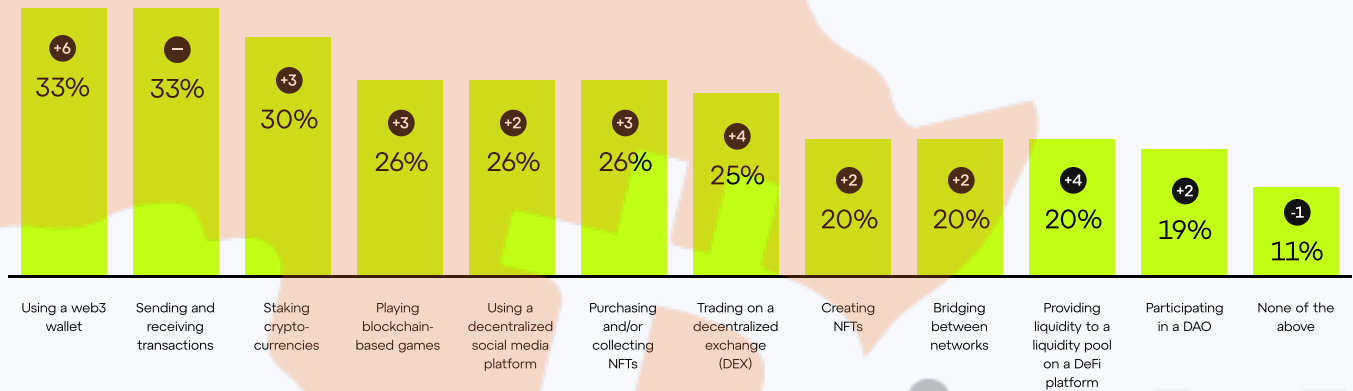 +6
33%
–
33%
+3
30%
+3
26%
+2
26%
+3
26%
+4
25%
+2
20%
+2
20%
+4
20%
+2
19%
-1
11%
Using a web3
wallet
Sending and
receiving
transactions
Staking
crypto-
currencies
Playing
blockchain-
based games
Using a
decentralized
social media
platform
Purchasing
and/or
collecting
NFTs
Trading on a
decentralized
exchange
(DEX)
Creating
NFTs
Bridging
between
networks
Providing
liquidity to a
liquidity pool
on a DeFi
platform
Participating
in a DAO
None of the
above